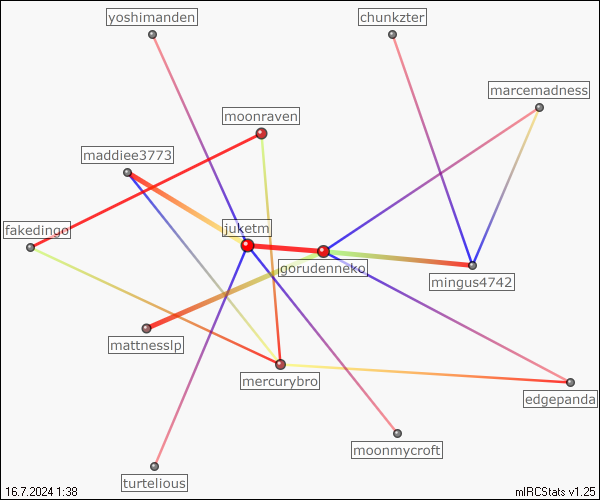 yoshimanden
chunkzter
marcemadness
moonraven
maddiee3773
fakedingo
juketm
gorudenneko
mingus4742
mattnesslp
mercurybro
edgepanda
moonmycroft
turtelious
16.7.2024 1:38
mIRCStats v1.25